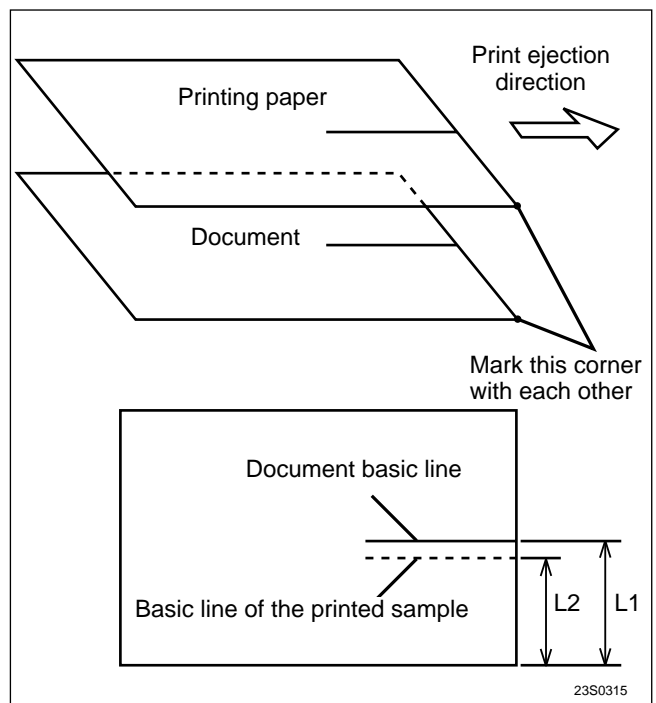 Print ejection
direction
Printing paper
Document
Mark this corner
with each other
Document basic line
Basic line of the printed sample
L2
L1
23S0315